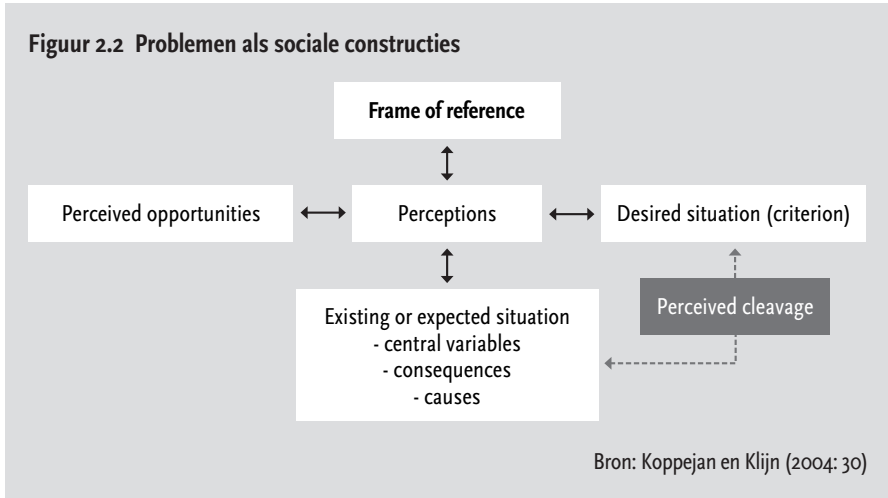 Figuur 2.2 Problemen als sociale constructies
Frame of reference
Perceived opportunities
Perceptions
Desired situation (criterion)
Perceived cleavage
Existing or expected situation
- central variables
- consequences
- causes
Bron: Koppejan en Klijn (2004: 30)